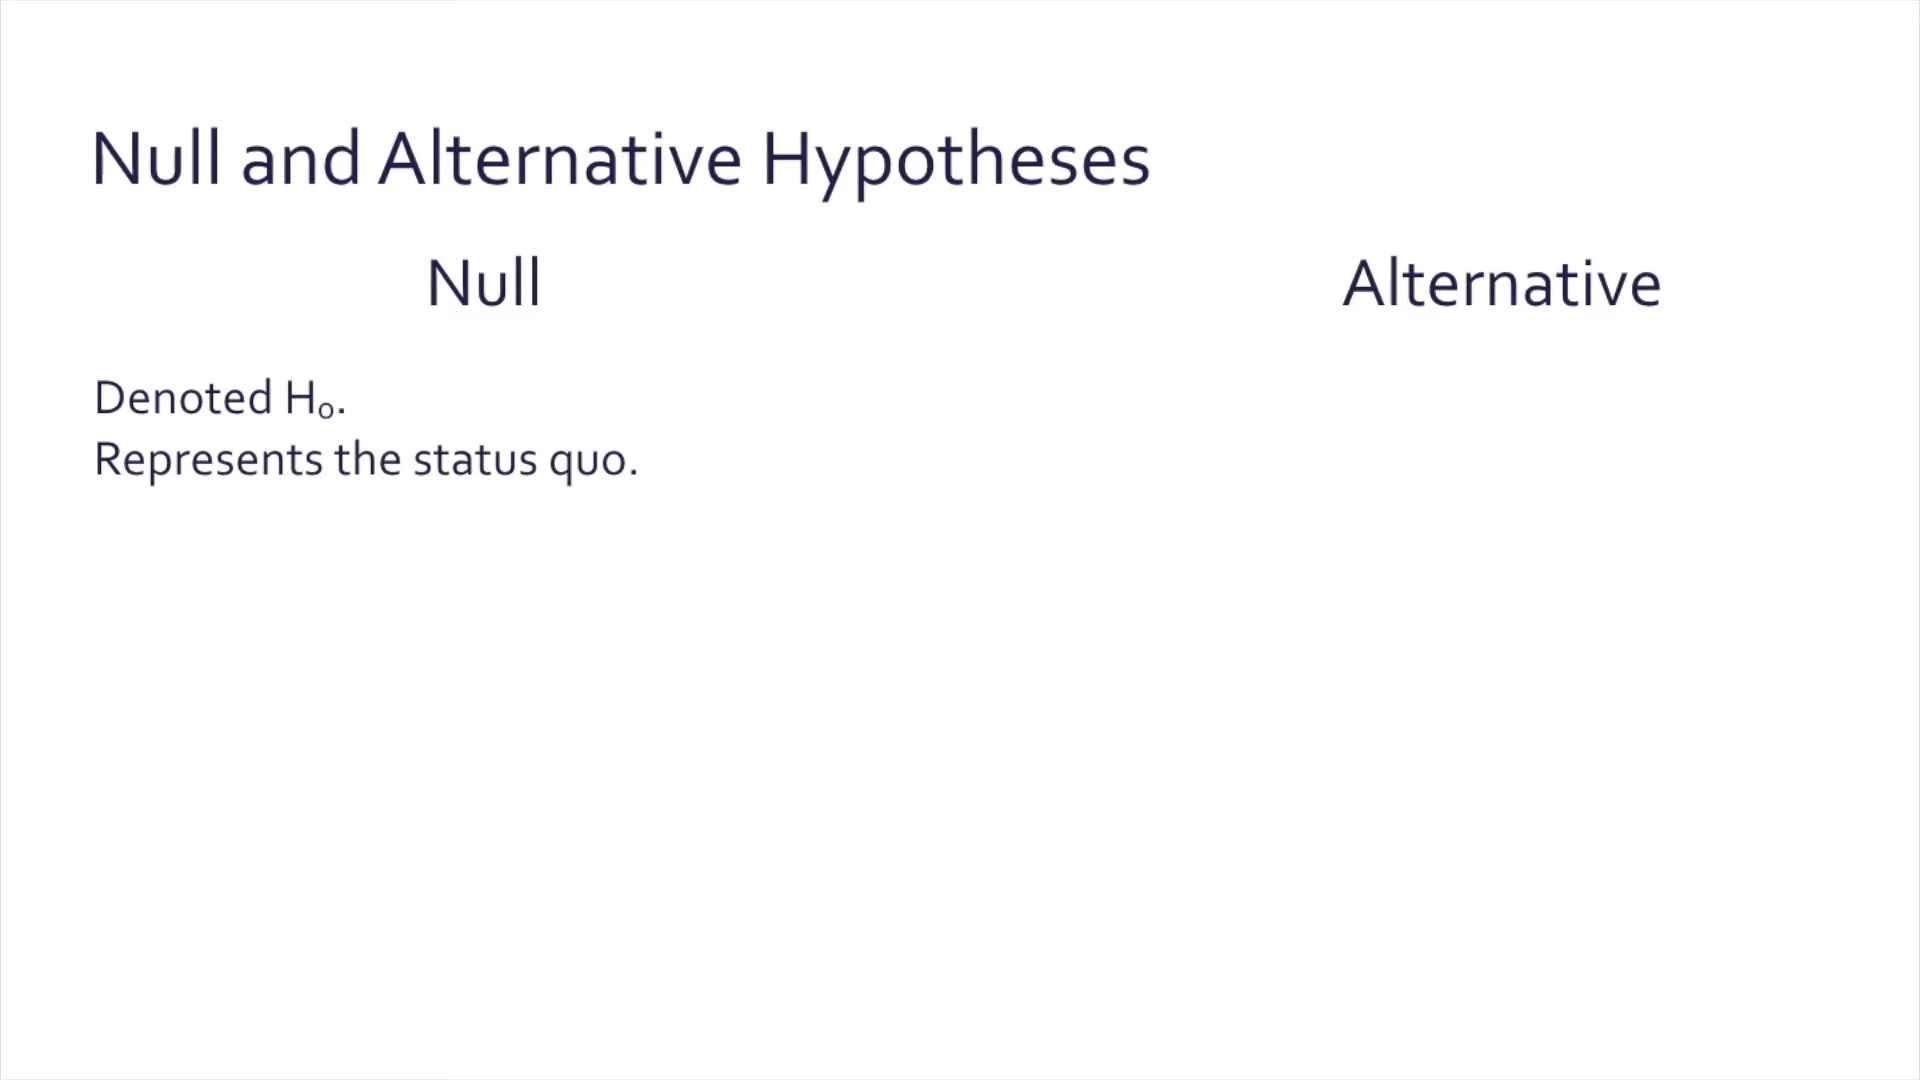 Null and Alternative Hypotheses
Null
Alternative
Denoted H₀.
Represents the status quo.